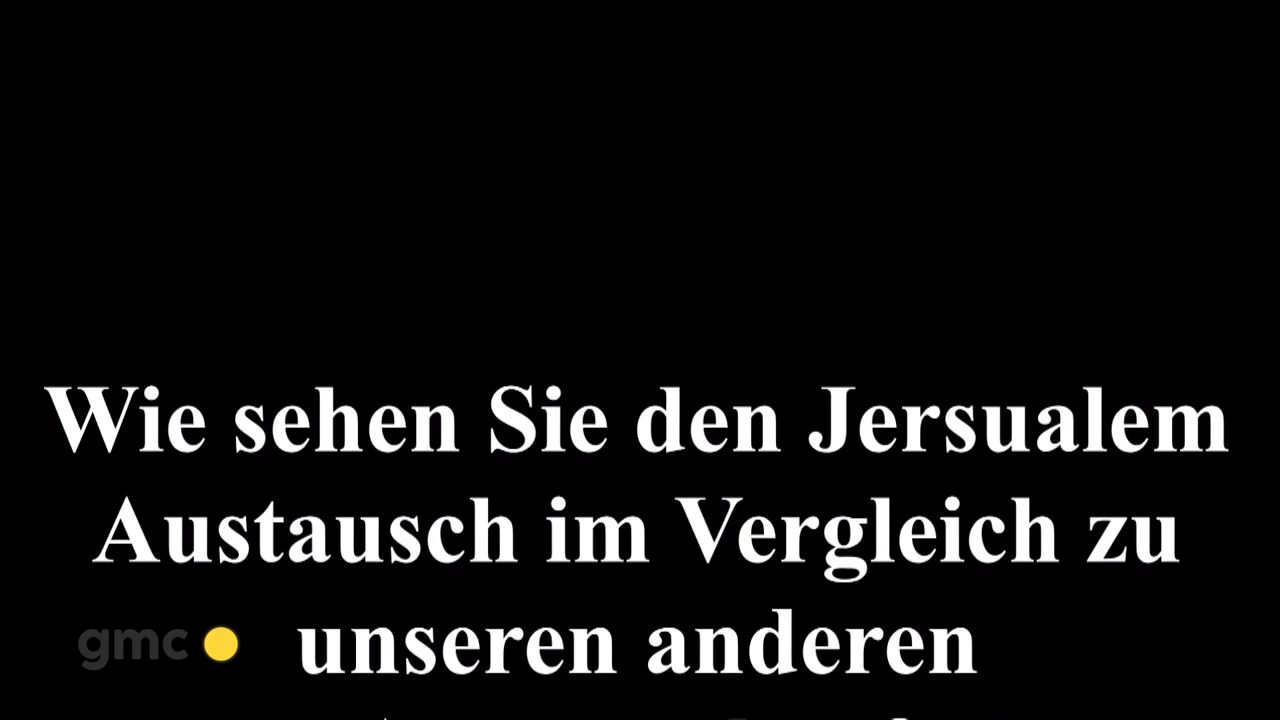 Wie sehen Sie den Jersualem
Austausch im Vergleich zu
unseren anderen
gmc